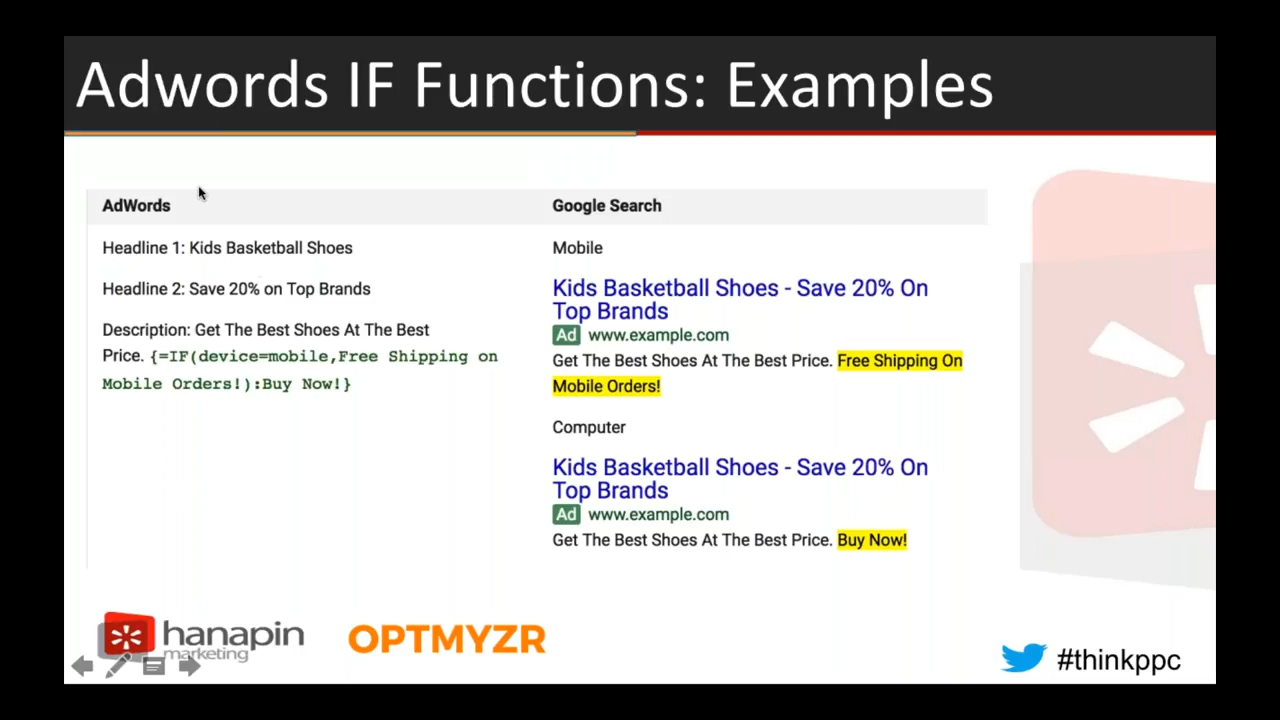 Adwords IF Functions: Examples
AdWords
Google Search
Headline 1: Kids Basketball Shoes
Headline 2: Save 20% on Top Brands
Description: Get The Best Shoes At The Best
Price. {=IF(device=mobile,Free Shipping on
Mobile Orders!):Buy Now!}
Mobile
Kids Basketball Shoes - Save 20% On
Top Brands
Ad www.example.com
Get The Best Shoes At The Best Price. Free Shipping On
Mobile Orders!
Computer
Kids Basketball Shoes - Save 20% On
Top Brands
Ad www.example.com
Get The Best Shoes At The Best Price. Buy Now!
hanapin
marketing
OPTMYZR
#thinkppc